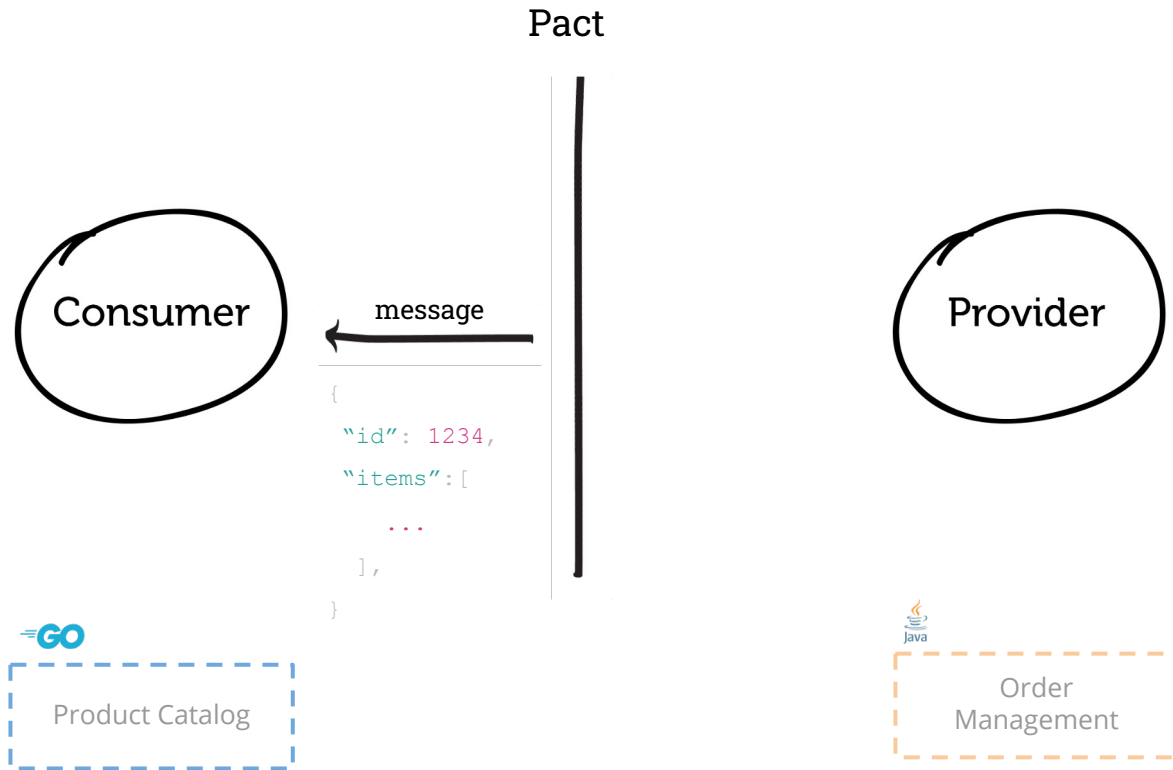 Pact
Consumer
message
Provider
{
“id”: 1234,
“items”:[
...
],
}
GO
Java
Product Catalog
Order
Management